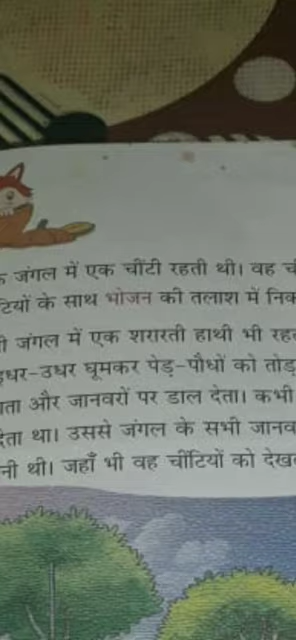 जंगल में एक चींटी रहती थी। वह
के साथ भोजन की तलाश में
जंगल में एक शरारती हाथी भी
इधर-उधर घूमकर पेड़-पौधों को
और जानवरों पर डाल देता। कभी
था। उससे जंगल के सभी
थी। जहाँ भी वह चींटियों को